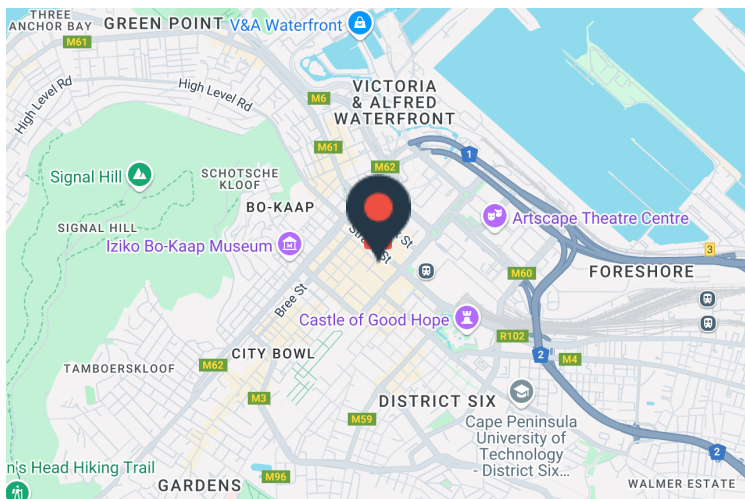 THREE
ANCHOR BAY
GREEN POINT
V&A Waterfront
M61
High Level Rd
High Level Rd
M6
VICTORIA
& ALFRED
WATERFRONT
M61
1
M62
Signal Hill
SCHOTSCHE
KLOOF
BO-KAAP
SIGNAL HILL
Iziko Bo-Kaap Museum
St
St
Artscape Theatre Centre
3
M60
FORESHORE
Bree St
Castle of Good Hope
R102
2
M4
CITY BOWL
M62
TAMBOERSKLOOF
M3
DISTRICT SIX
M59
Cape Peninsula
University of
Technology
- District Six...
2
n's Head Hiking Trail
M96
GARDENS
WALMER ESTATE